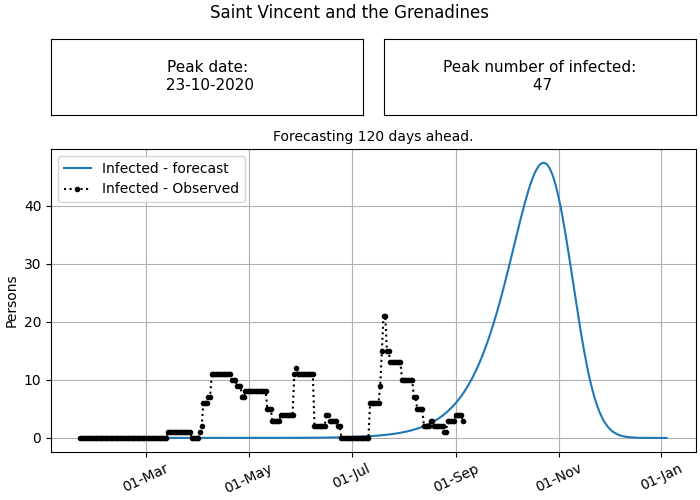 Saint Vincent and the Grenadines
Peak date:
23-10-2020
Peak number of infected:
47
Forecasting 120 days ahead.
Infected - forecast
Infected - Observed
Persons
40
30
20
10
0
01-Mar
01-May
01-Jul
01-Sep
01-Nov
01-Jan